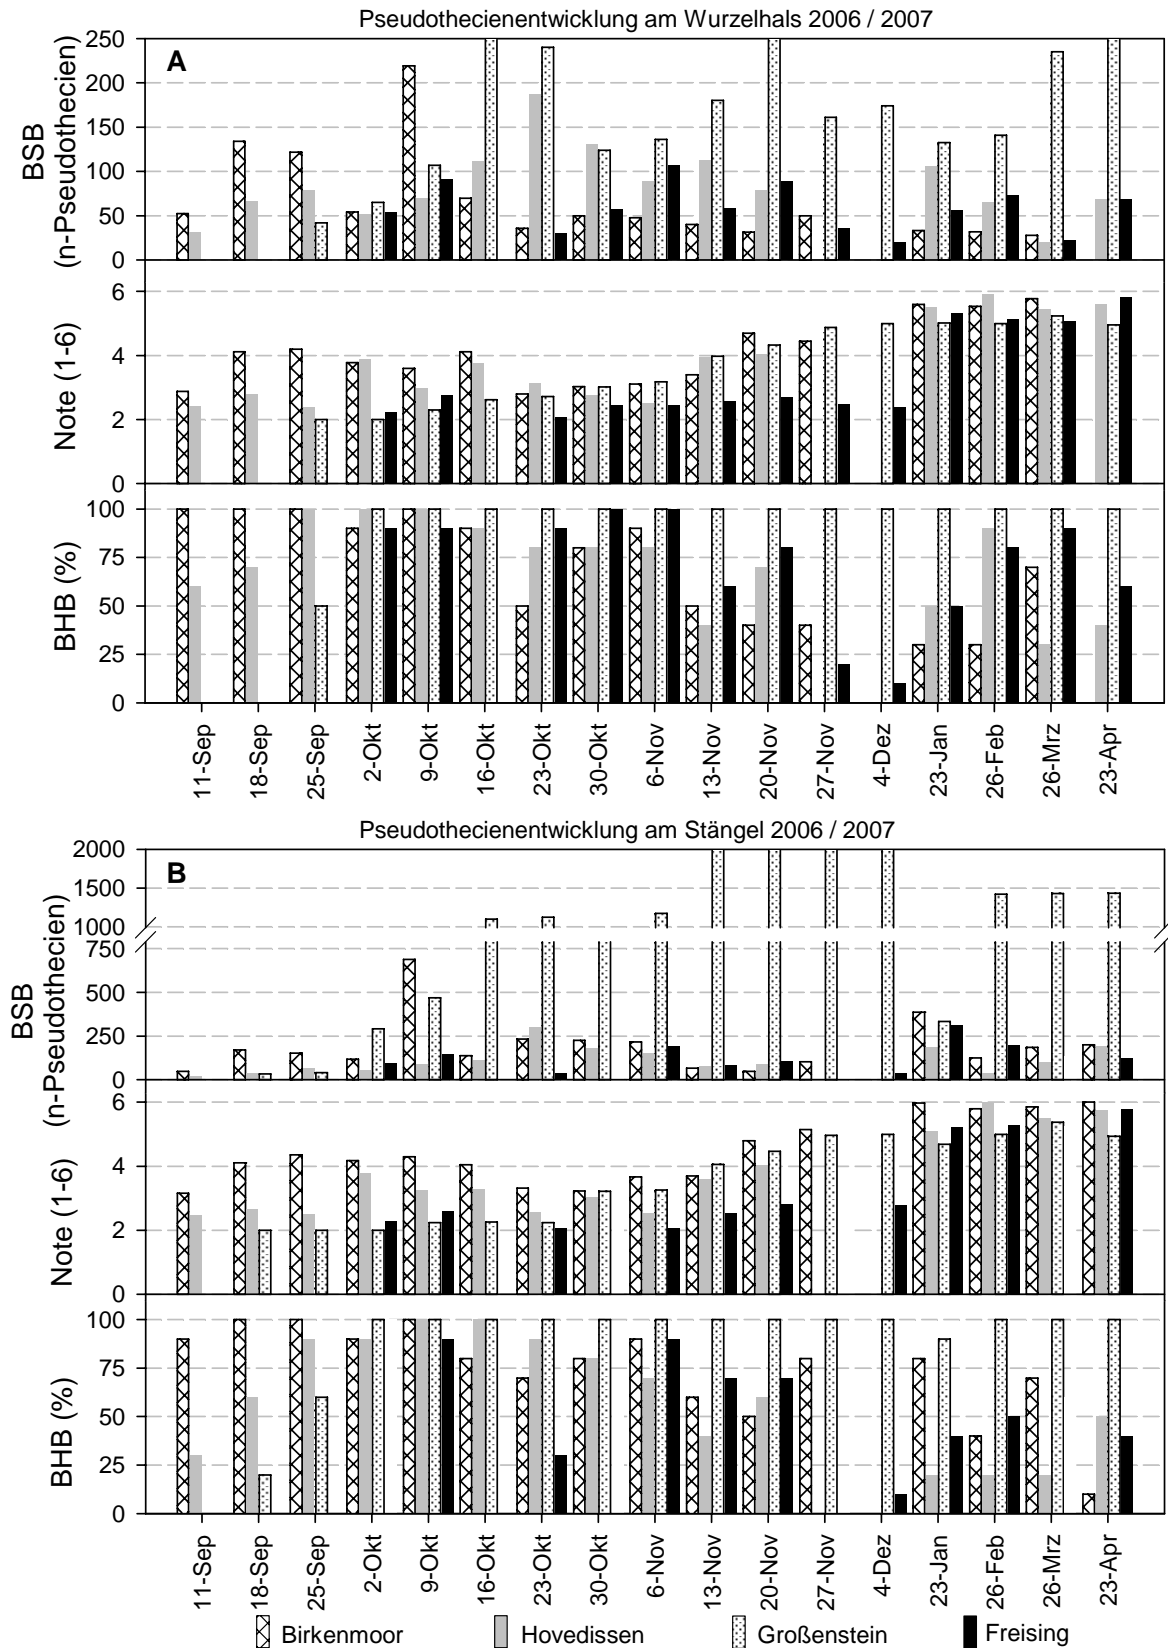 Pseudothecienentwicklung am Wurzelhals 2006 / 2007
A
BSB
(n-Pseudothecien)
250
200
150
100
50
0
Note (1-6)
6
4
2
0
BHB (%)
100
75
50
25
0
11-Sep
18-Sep
25-Sep
2-Okt
9-Okt
16-Okt
23-Okt
30-Okt
6-Nov
13-Nov
20-Nov
27-Nov
4-Dez
23-Jan
26-Feb
26-Mrz
23-Apr
Pseudothecienentwicklung am Stängel 2006 / 2007
B
BSB
(n-Pseudothecien)
2000
1500
1000
750
500
250
0
Note (1-6)
6
4
2
0
BHB (%)
100
75
50
25
0
11-Sep
18-Sep
25-Sep
2-Okt
9-Okt
16-Okt
23-Okt
30-Okt
6-Nov
13-Nov
20-Nov
27-Nov
4-Dez
23-Jan
26-Feb
26-Mrz
23-Apr
Birkenmoor
Hovedissen
Großenstein
Freising